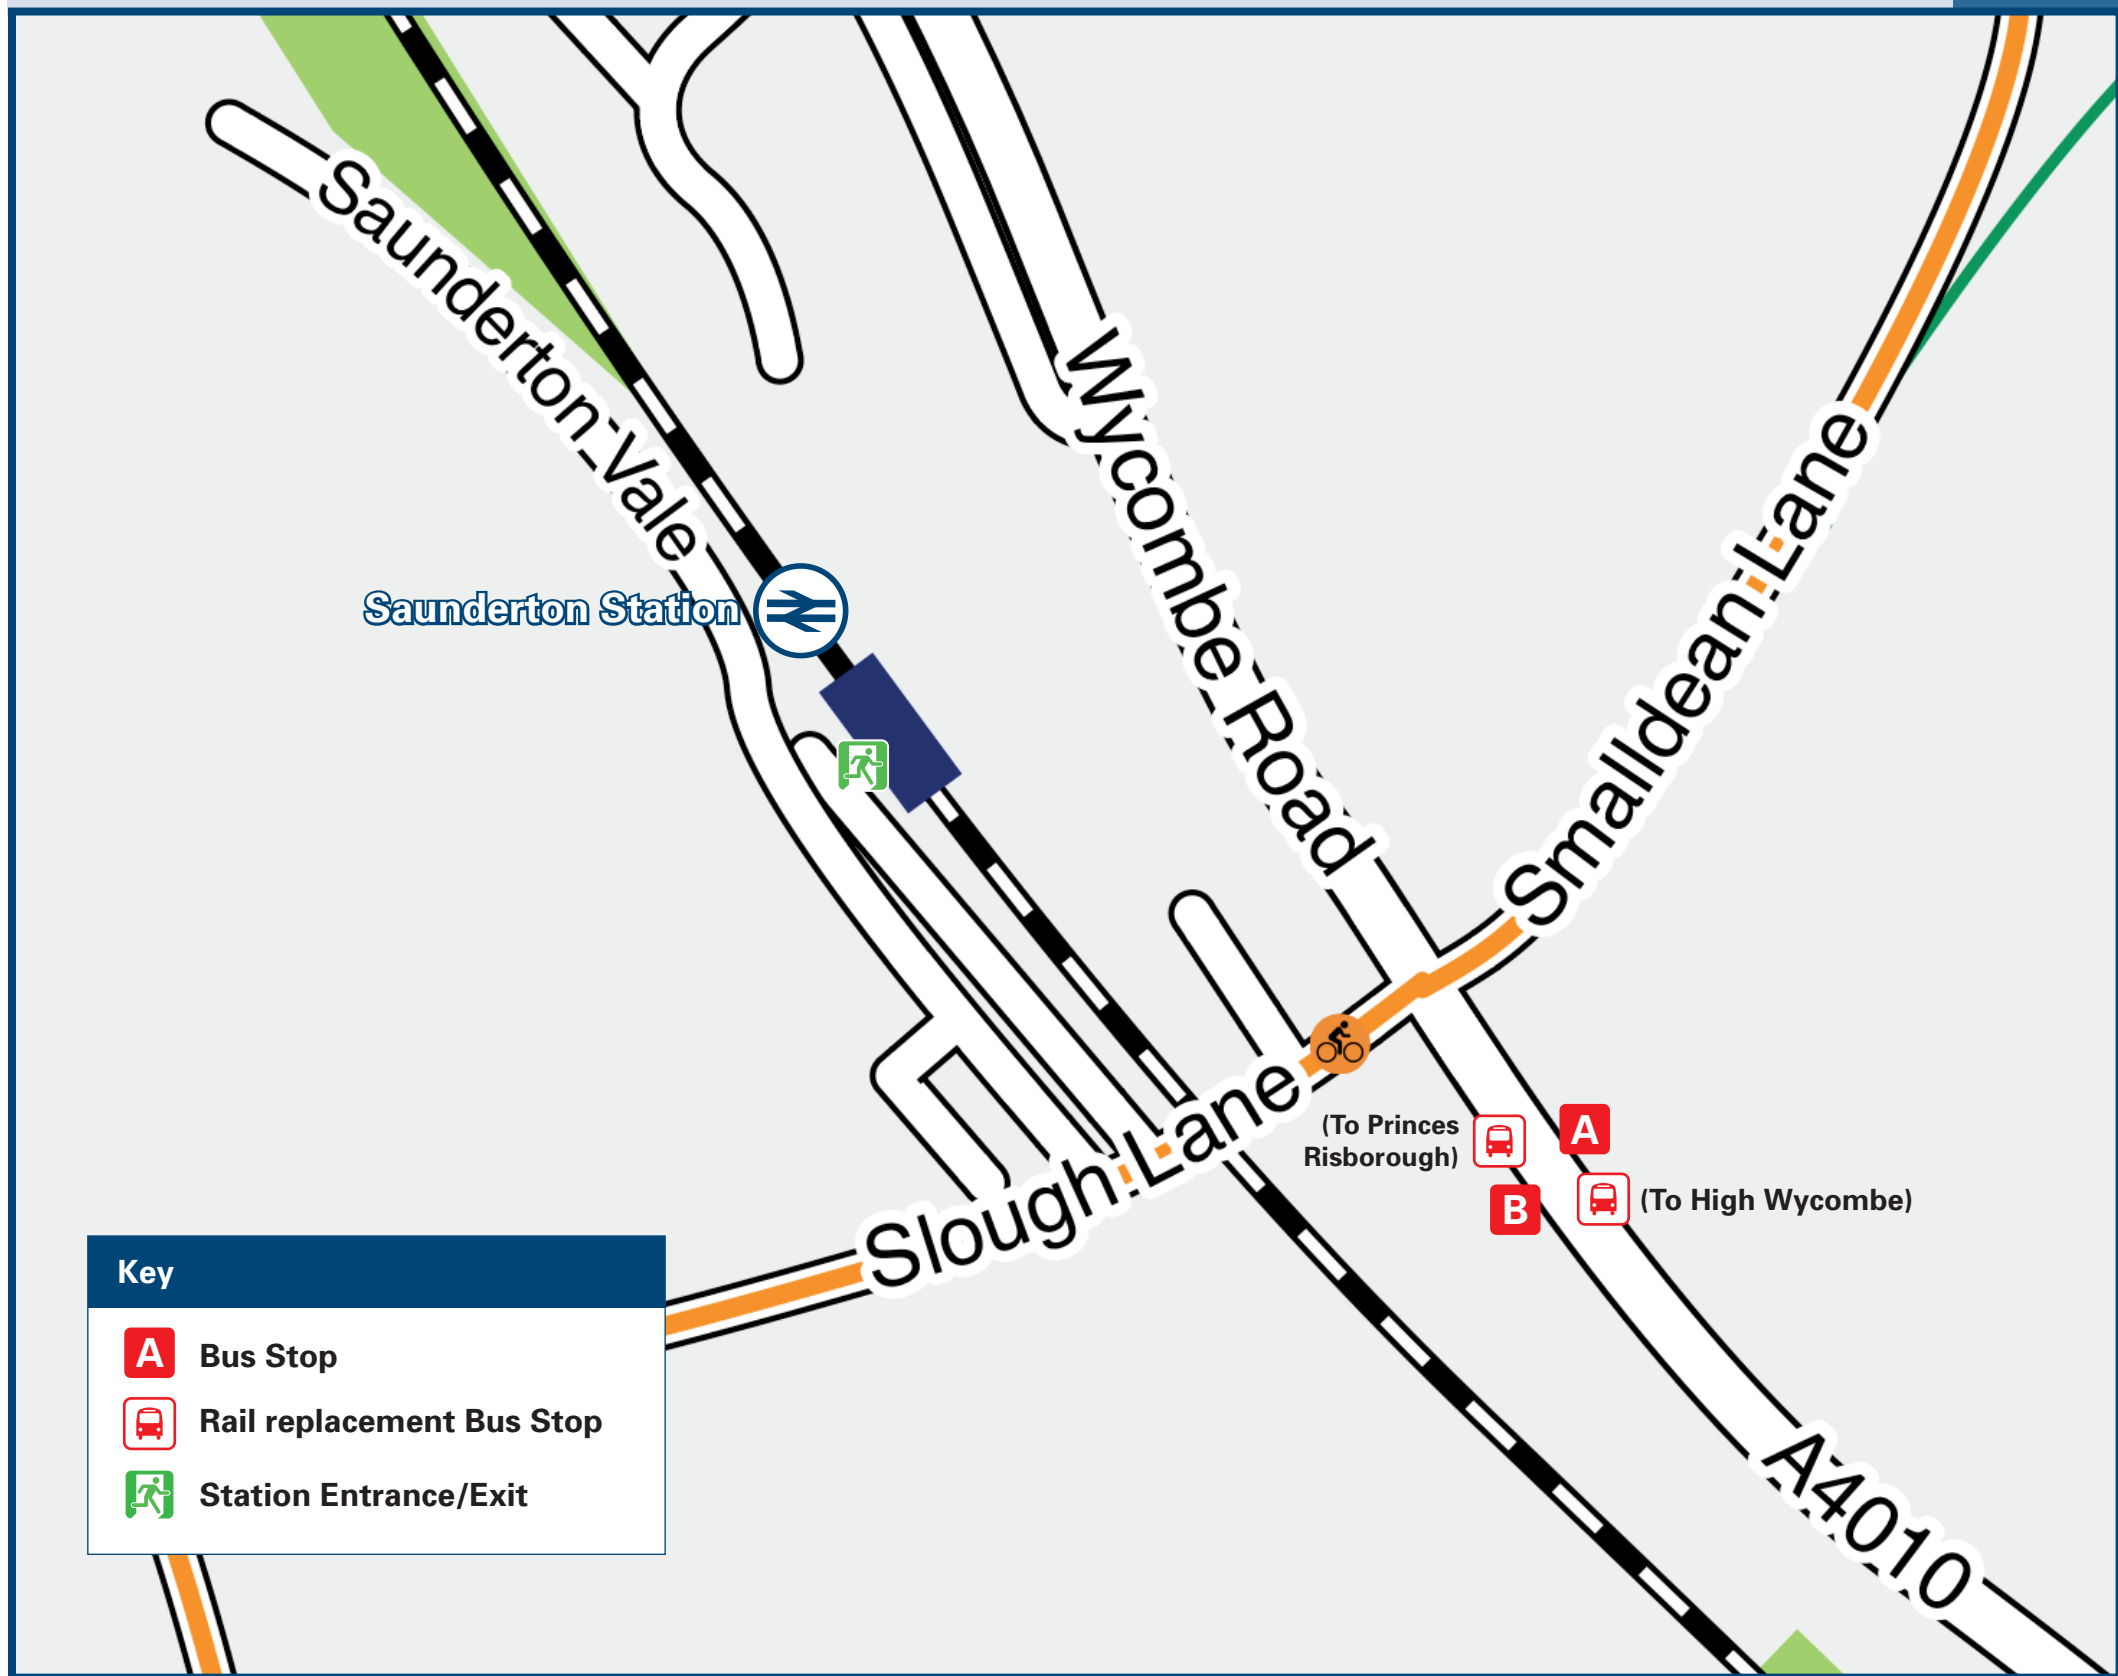 Saunderton Vale
Wycombe Road
Smalldean Lane
Saunderton Station
Slough Lane
(To Princes
Risborough)
A
B
(To High Wycombe)
A4010
Key
A Bus Stop
Rail replacement Bus Stop
Station Entrance/Exit